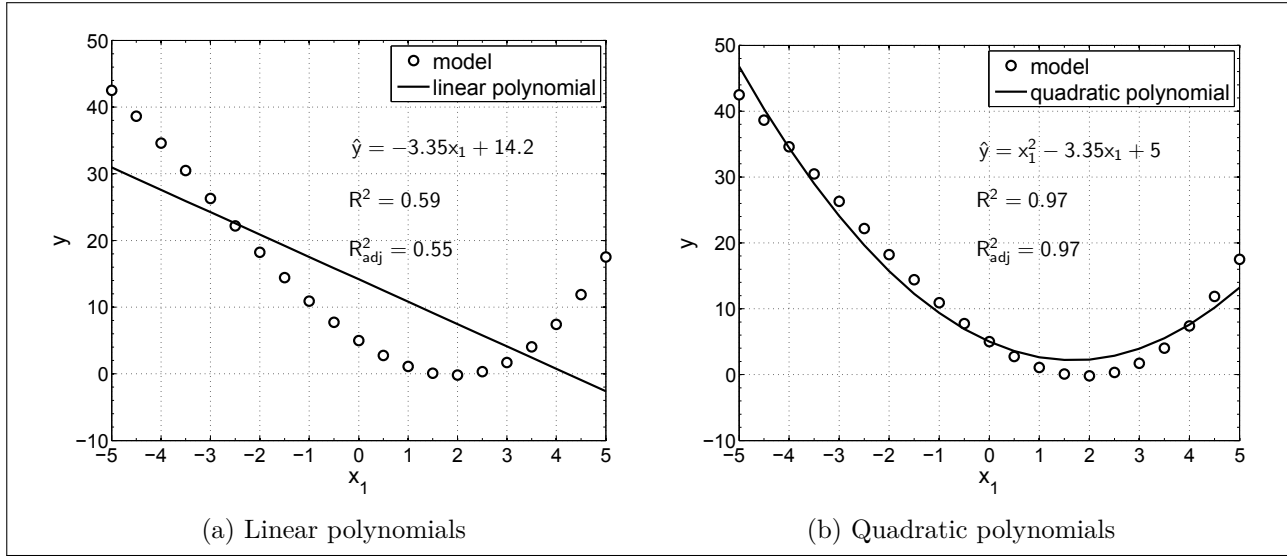 50
40
30
20
10
0
−10
y
model
linear polynomial
ŷ = −3.35x₁ + 14.2
R² = 0.59
R²adj = 0.55
−5 −4 −3 −2 −1 0 1 2 3 4 5
x₁
(a) Linear polynomials
50
40
30
20
10
0
−10
y
model
quadratic polynomial
ŷ = x₁² − 3.35x₁ + 5
R² = 0.97
R²adj = 0.97
−5 −4 −3 −2 −1 0 1 2 3 4 5
x₁
(b) Quadratic polynomials